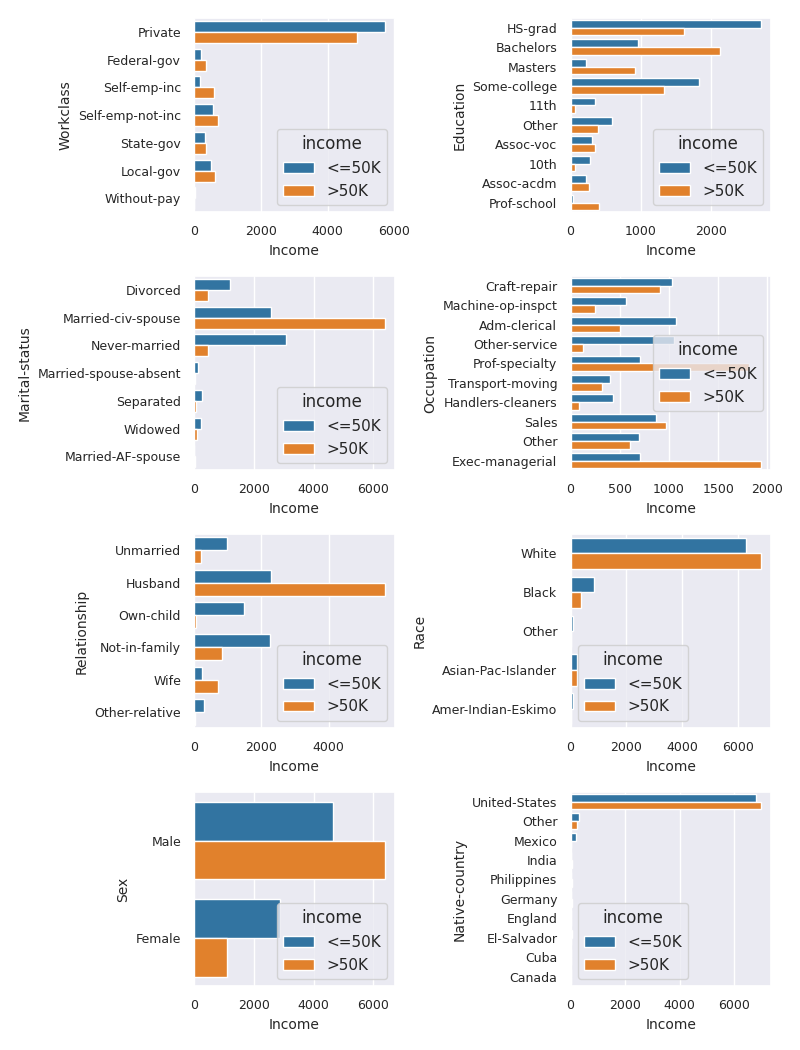 Workclass
Private
Federal-gov
Self-emp-inc
Self-emp-not-inc
State-gov
Local-gov
Without-pay
income
<=50K
>50K
0 2000 4000 6000
Income
Education
HS-grad
Bachelors
Masters
Some-college
11th
Other
Assoc-voc
10th
Assoc-acdm
Prof-school
income
<=50K
>50K
0 1000 2000
Income
Marital-status
Divorced
Married-civ-spouse
Never-married
Married-spouse-absent
Separated
Widowed
Married-AF-spouse
income
<=50K
>50K
0 2000 4000 6000
Income
Occupation
Craft-repair
Machine-op-inspct
Adm-clerical
Other-service
Prof-specialty
Transport-moving
Handlers-cleaners
Sales
Other
Exec-managerial
income
<=50K
>50K
0 500 1000 1500 2000
Income
Relationship
Unmarried
Husband
Own-child
Not-in-family
Wife
Other-relative
income
<=50K
>50K
0 2000 4000
Income
Race
White
Black
Other
Asian-Pac-Islander
Amer-Indian-Eskimo
income
<=50K
>50K
0 2000 4000 6000
Income
Sex
Male
Female
income
<=50K
>50K
0 2000 4000 6000
Income
Native-country
United-States
Other
Mexico
India
Philippines
Germany
England
El-Salvador
Cuba
Canada
income
<=50K
>50K
0 2000 4000 6000
Income